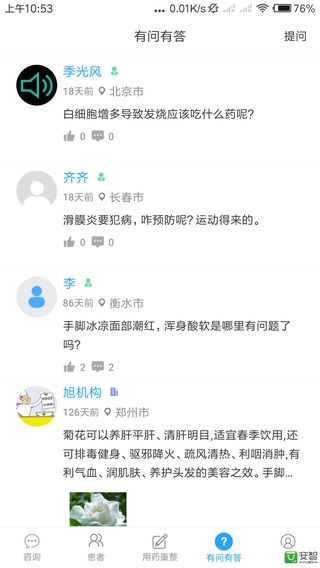 上午10:53
... 0.01K/s 76%
有问有答
提问
季光风
18天前 北京市
白细胞增多导致发烧应该吃什么药呢?
0 0
齐齐
18天前 长春市
滑膜炎要犯病，咋预防呢？运动得来的。
0 0
李
86天前 衡水市
手脚冰凉面部潮红，浑身酸软是哪里有问题了
吗?
2 2
旭机构
126天前 郑州市
菊花可以养肝平肝、清肝明目,适宜春季饮用,还
可排毒健身、驱邪降火、疏风清热、利咽消肿,有
利气血、润肌肤、养护头发的美容之效。手脚...
咨询 患者 用药重整 有问有答
安智